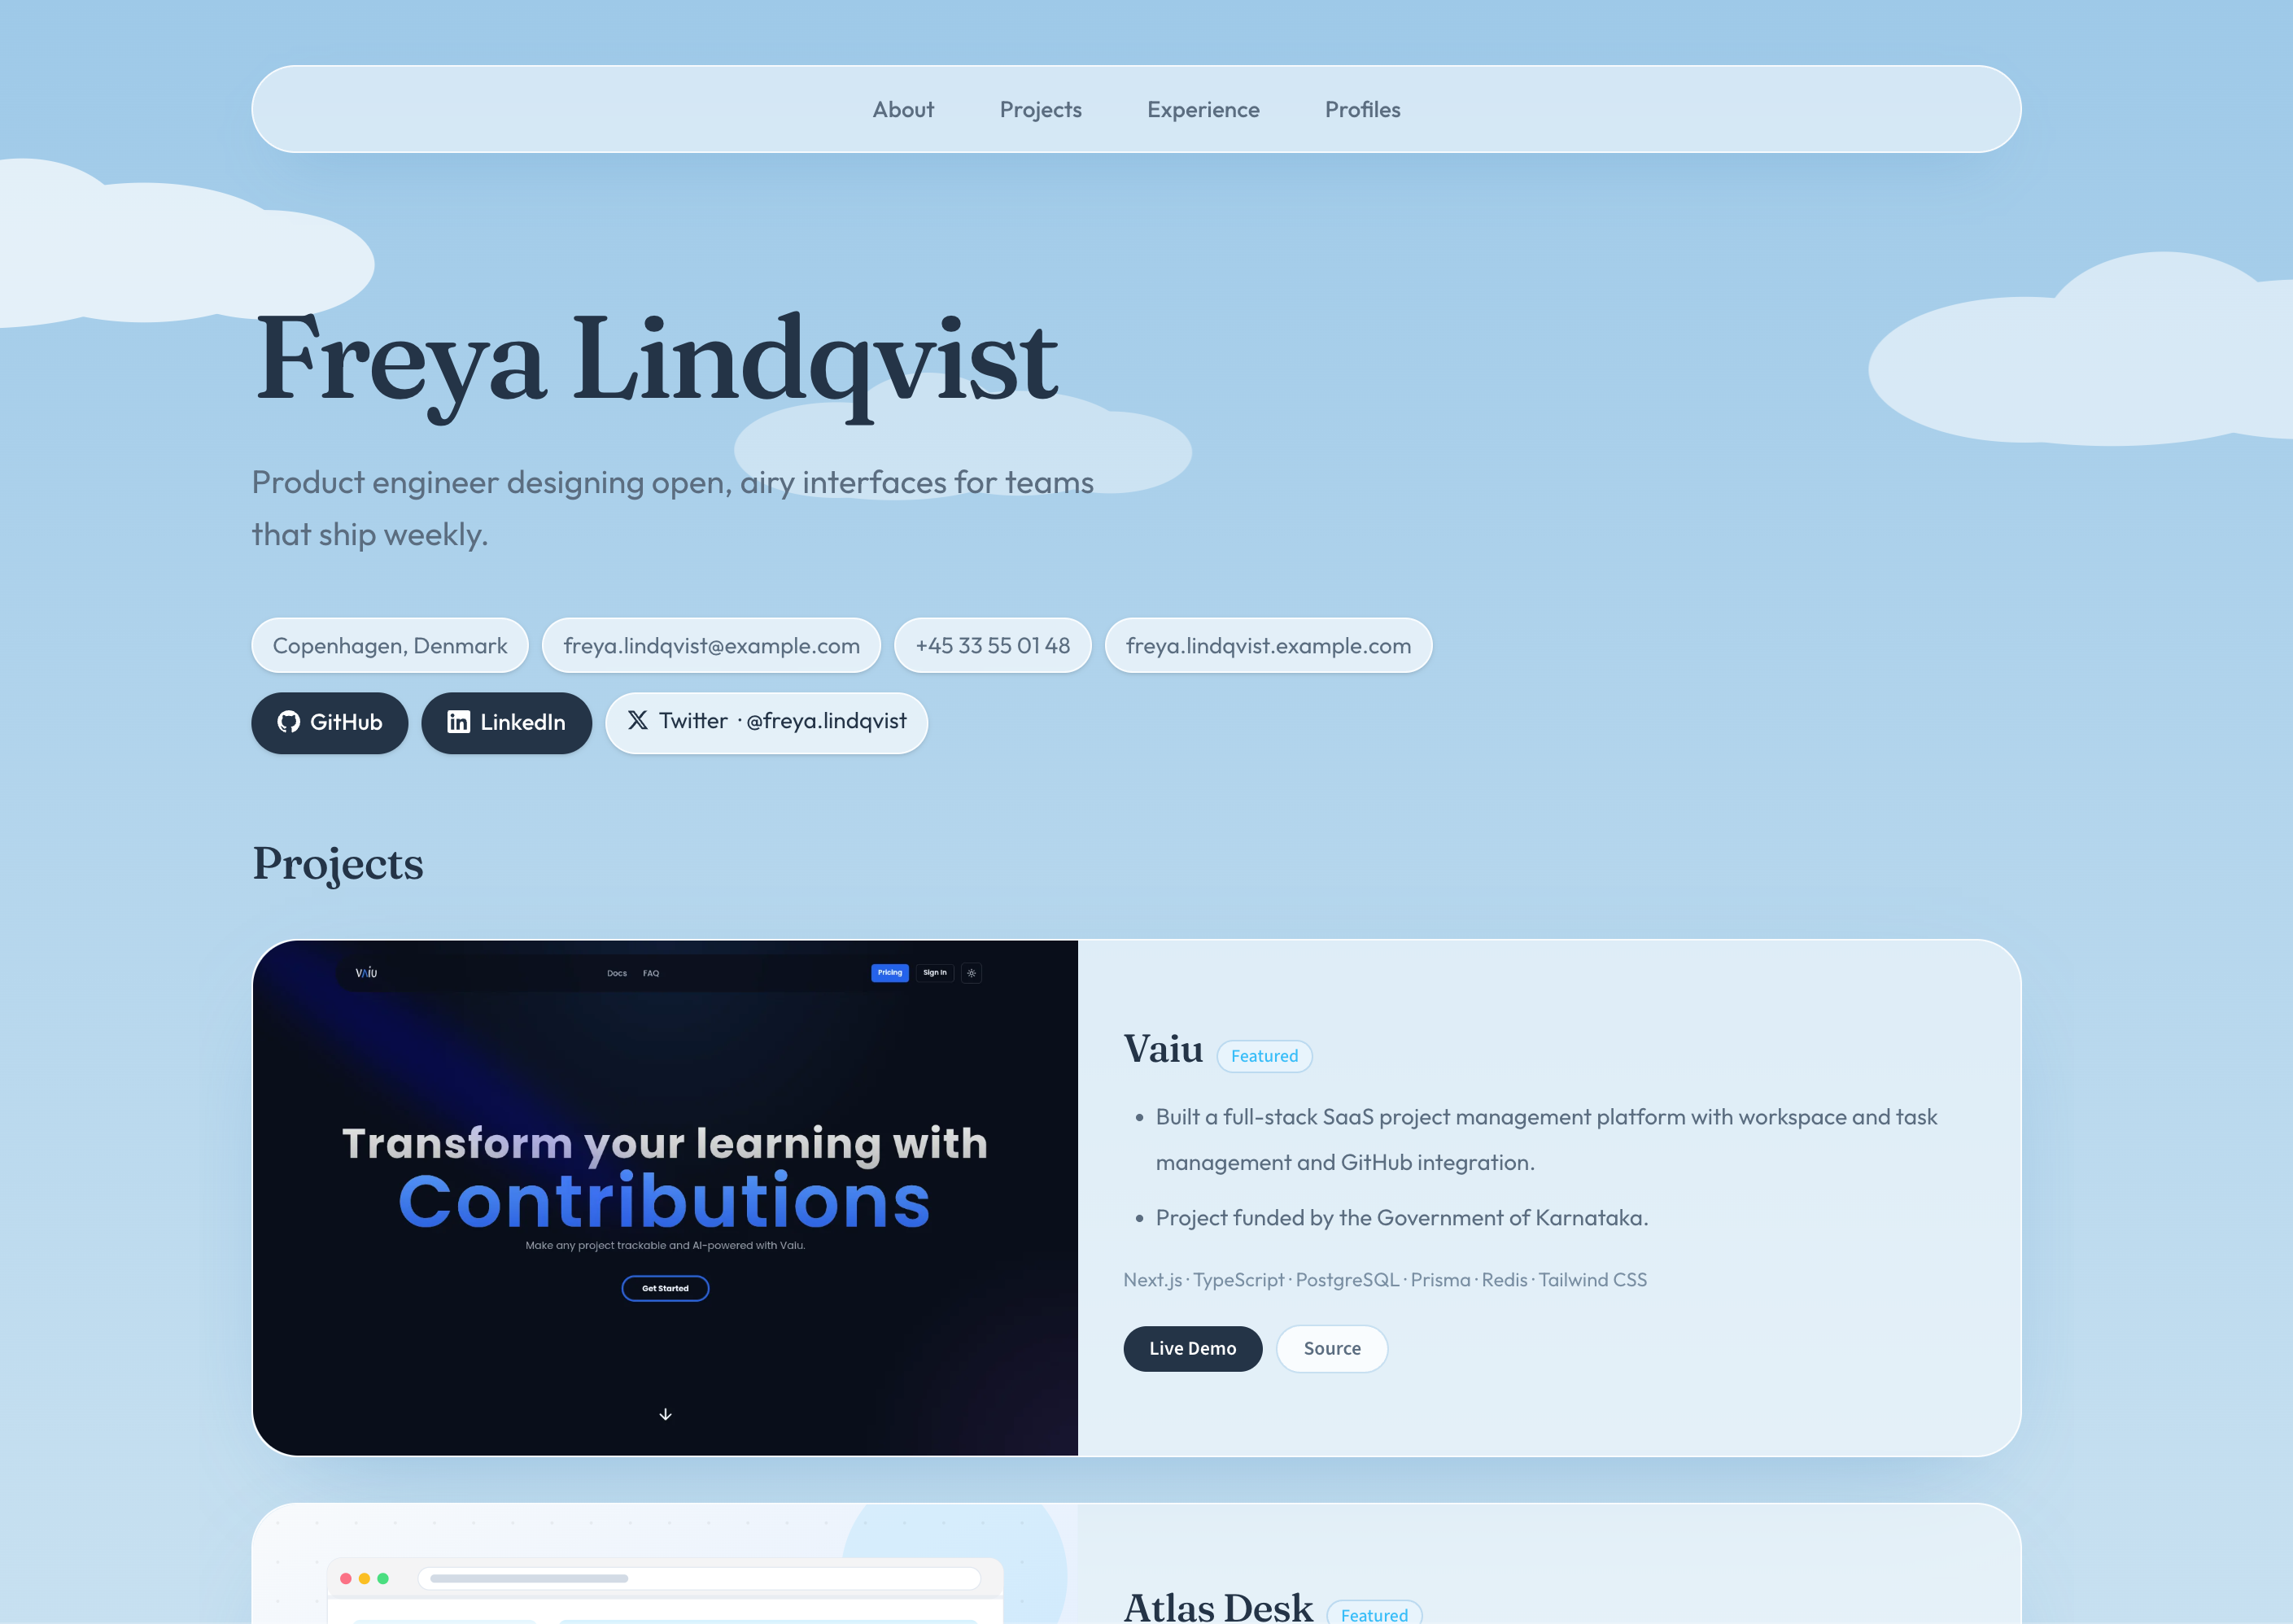 About Projects Experience Profiles
Freya Lindqvist
Product engineer designing open, airy interfaces for teams
that ship weekly.
Copenhagen, Denmark freya.lindqvist@example.com +45 33 55 01 48 freya.lindqvist.example.com
GitHub LinkedIn Twitter · @freya.lindqvist
Projects
VAIU Docs FAQ Pricing Sign In
Transform your learning with
Contributions
Make any project trackable and AI-powered with Vaiu.
Get Started
Vaiu Featured
• Built a full-stack SaaS project management platform with workspace and task
management and GitHub integration.
• Project funded by the Government of Karnataka.
Next.js · TypeScript · PostgreSQL · Prisma · Redis · Tailwind CSS
Live Demo Source
Atlas Desk Featured